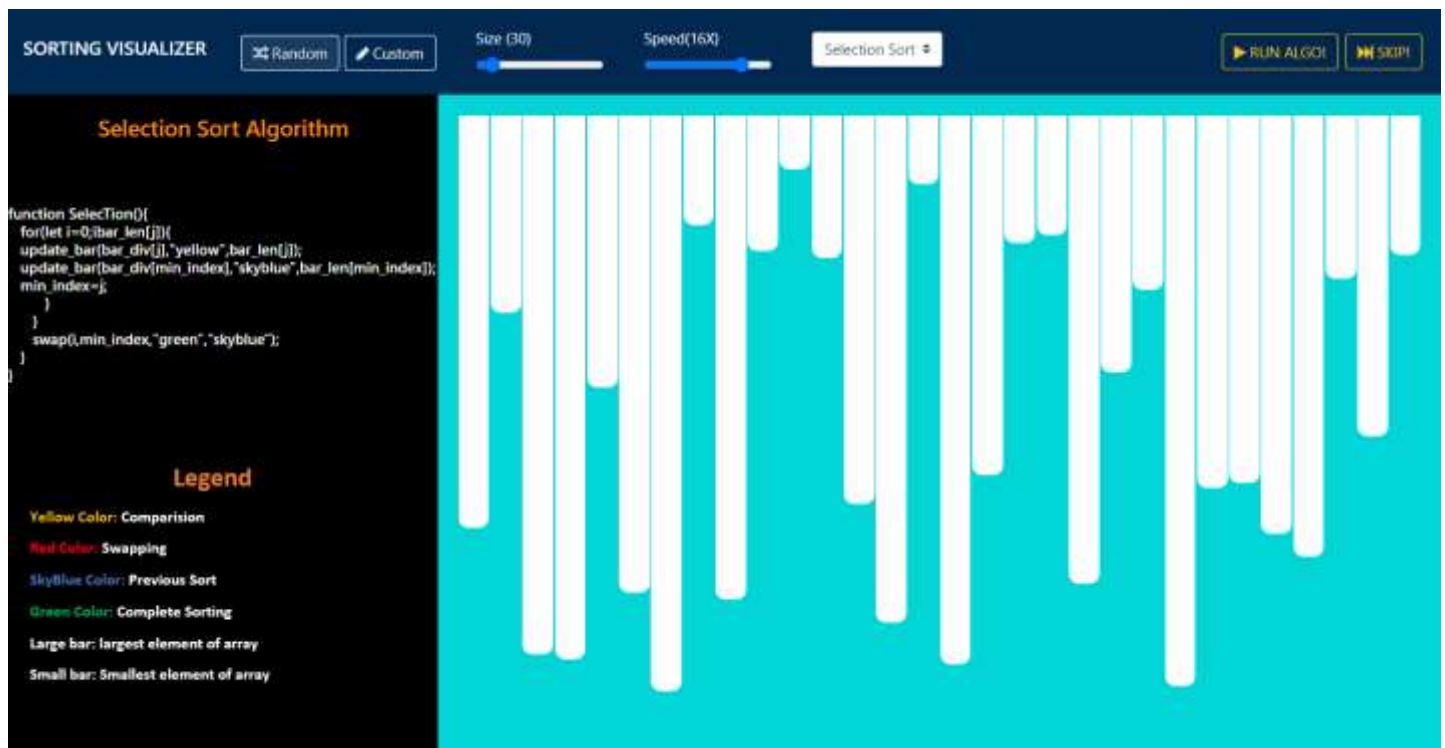 SORTING VISUALIZER
Random
Custom
Size (30)
Speed(16X)
Selection Sort
RUN ALGO!
SKIP!
Selection Sort Algorithm
function SelecTion(){
for(let i=0;ibar_len[j]){
update_bar(bar_div[j],"yellow",bar_len[j]);
update_bar(bar_div[min_index],"skyblue",bar_len[min_index]);
min_index=j;
}
}
swap(i,min_index,"green","skyblue");
}
}
Legend
Yellow Color: Comparision
Red Color: Swapping
SkyBlue Color: Previous Sort
Green Color: Complete Sorting
Large bar: largest element of array
Small bar: Smallest element of array